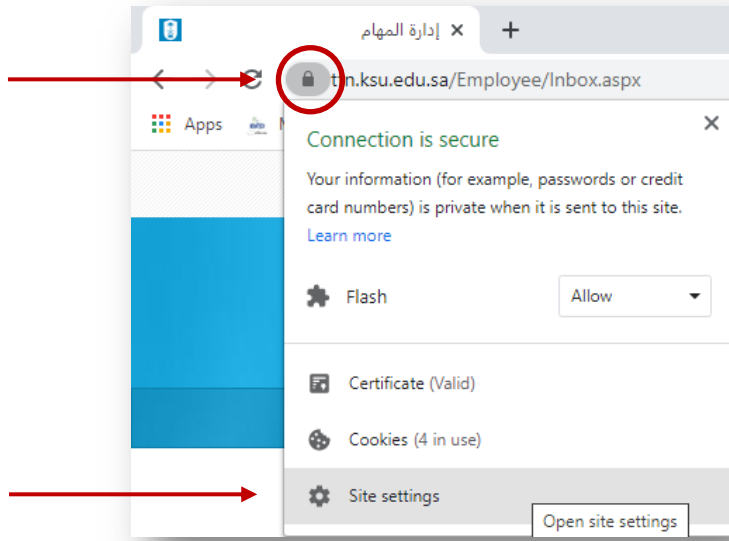 إدارة المهام
ttn.ksu.edu.sa/Employee/Inbox.aspx
Apps
Connection is secure
Your information (for example, passwords or credit
card numbers) is private when it is sent to this site.
Learn more
Flash
Allow
Certificate (Valid)
Cookies (4 in use)
Site settings
Open site settings